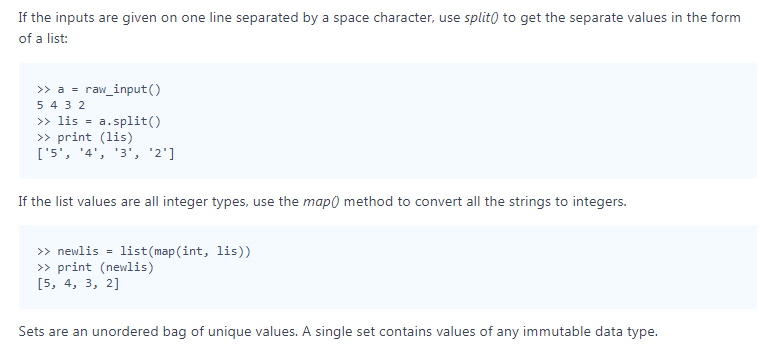 If the inputs are given on one line separated by a space character, use split() to get the separate values in the form
of a list:
>> a = raw_input()
5 4 3 2
>> lis = a.split()
>> print (lis)
['5', '4', '3', '2']
If the list values are all integer types, use the map() method to convert all the strings to integers.
>> newlis = list(map(int, lis))
>> print (newlis)
[5, 4, 3, 2]
Sets are an unordered bag of unique values. A single set contains values of any immutable data type.